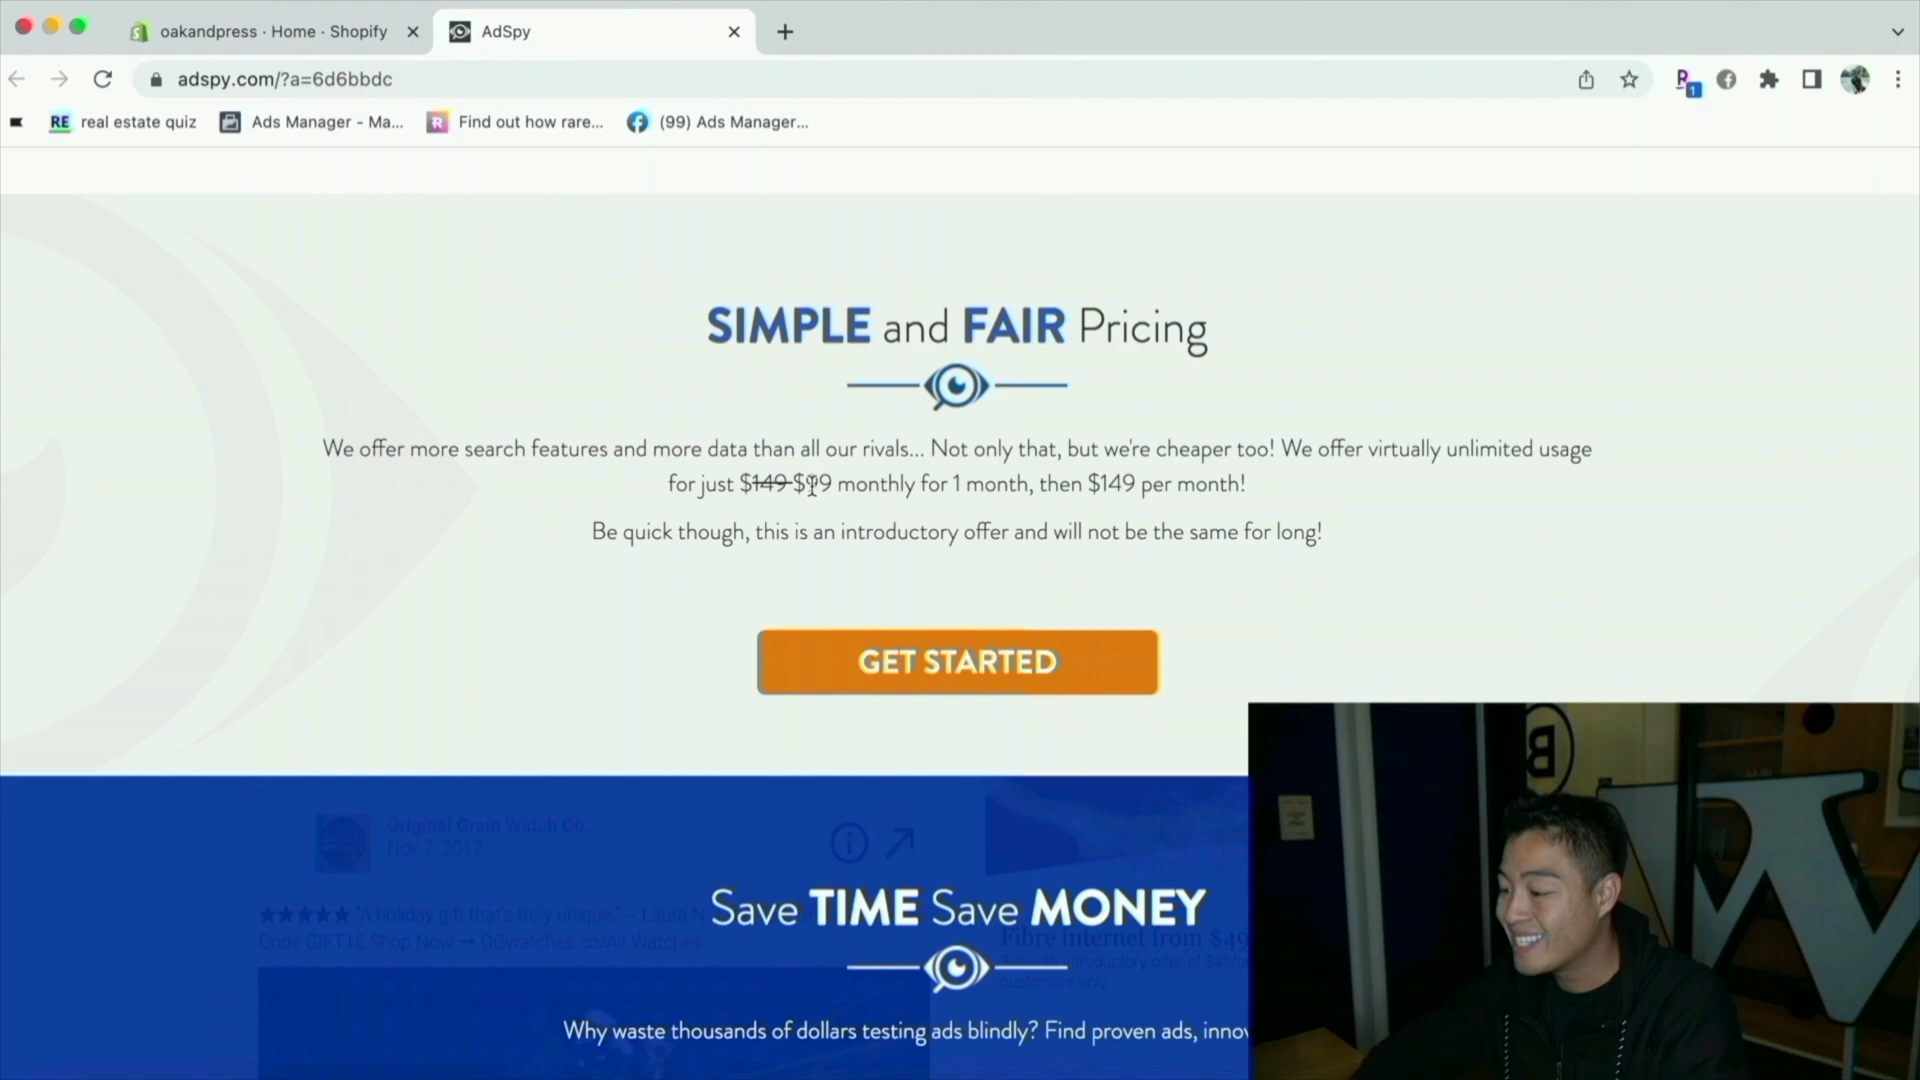 oakandpress · Home · Shopify
AdSpy
adspy.com/?a=6d6bbdc
1
RE real estate quiz
Ads Manager - Ma...
R Find out how rare...
(99) Ads Manager...
SIMPLE and FAIR Pricing
We offer more search features and more data than all our rivals... Not only that, but we're cheaper too! We offer virtually unlimited usage
for just $149 $99 monthly for 1 month, then $149 per month!
Be quick though, this is an introductory offer and will not be the same for long!
GET STARTED
Original Grain Watch Co.
Nov 7, 2017
Save TIME Save MONEY
★★★★★ "A holiday gift that's truly unique." - Laura N.
Code GIFT15 Shop Now → OGwatches.co/All-Watches
Fibre internet from $49
customers only
Why waste thousands of dollars testing ads blindly? Find proven ads, innov
B
W